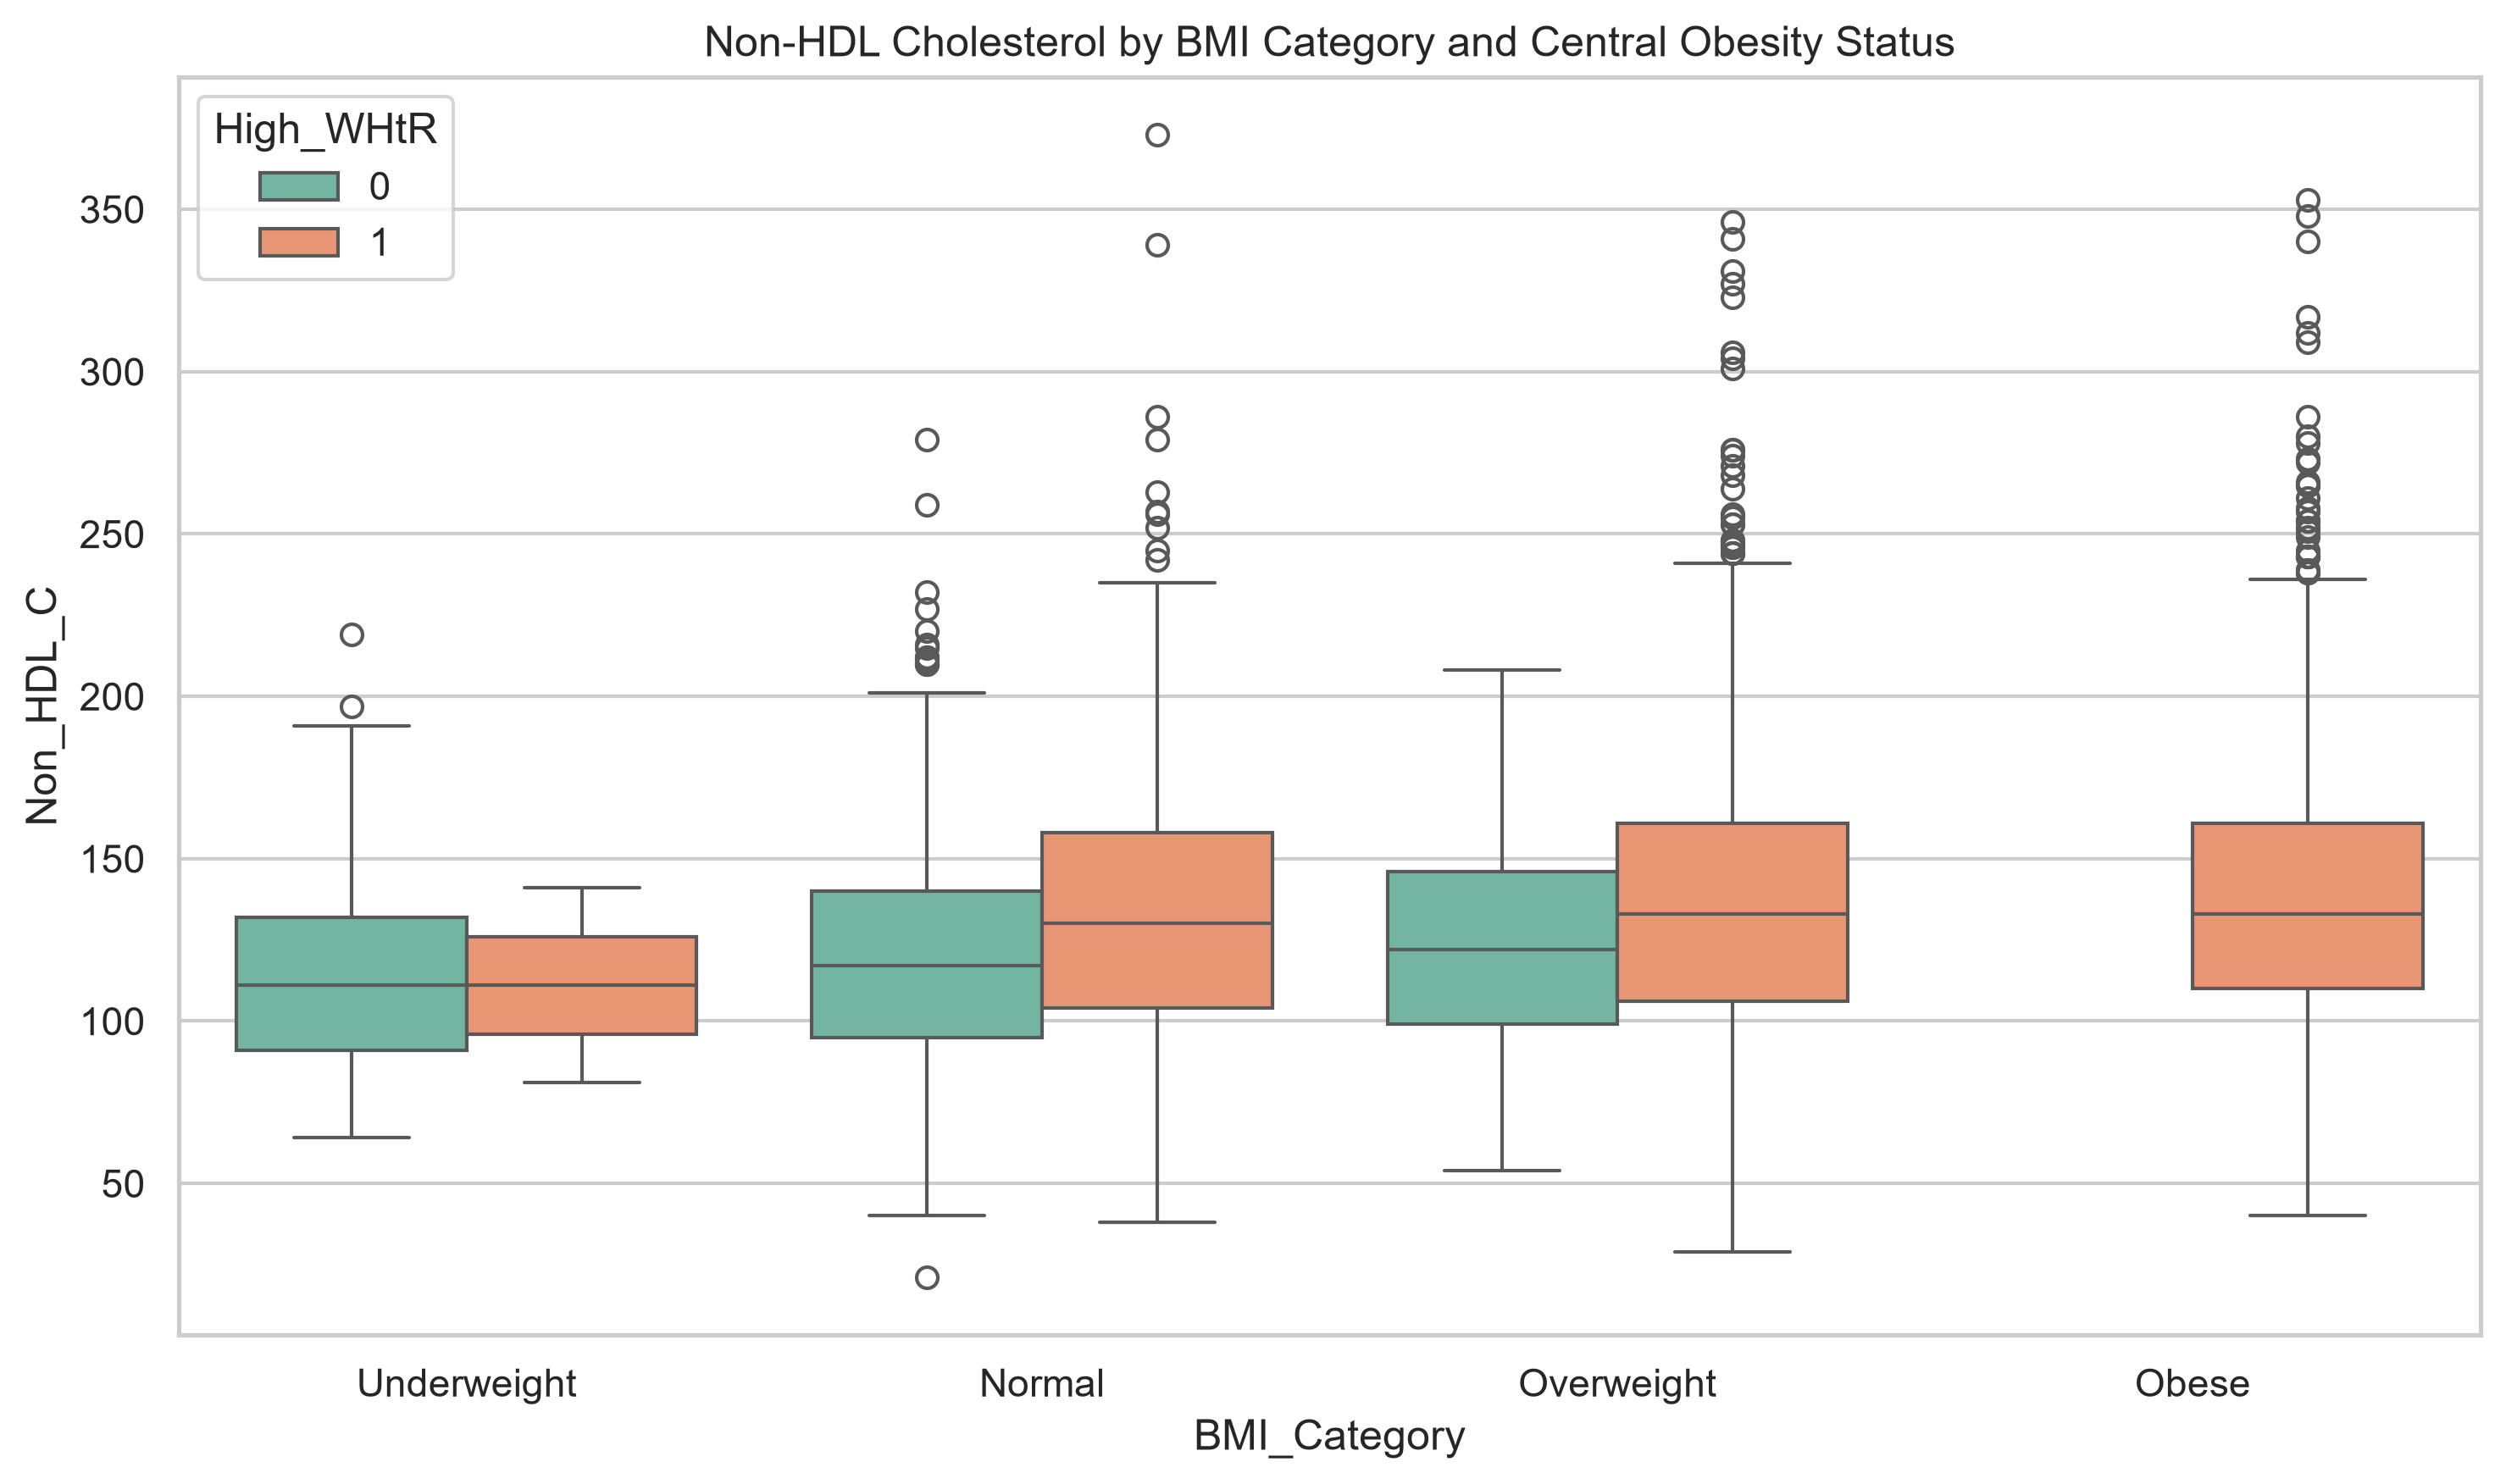 Non-HDL Cholesterol by BMI Category and Central Obesity Status
High_WHtR
0
1
350
300
250
200
150
100
50
Non_HDL_C
Underweight Normal Overweight Obese
BMI_Category